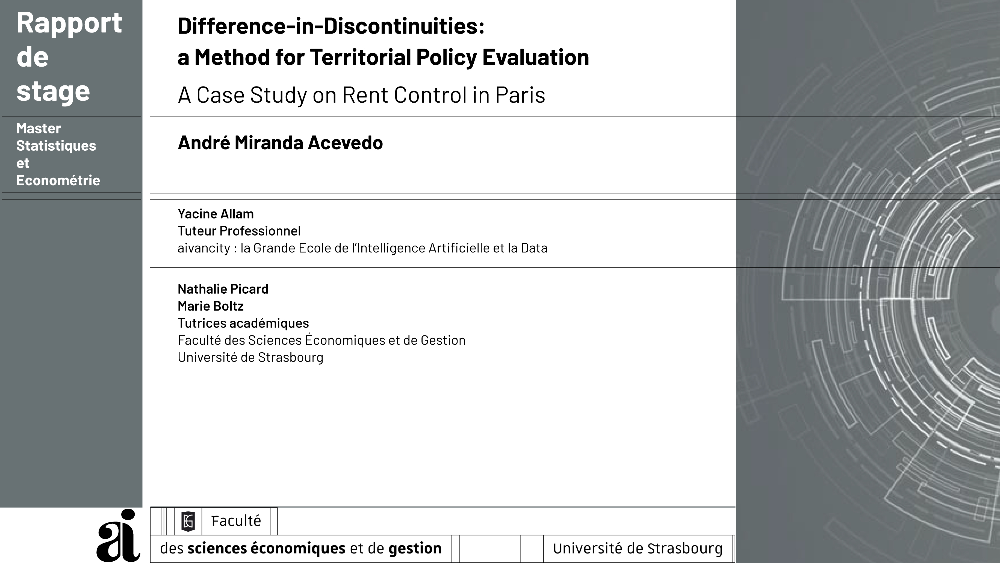 Rapport
de
stage
Master
Statistiques
et
Econométrie
Difference-in-Discontinuities:
a Method for Territorial Policy Evaluation
A Case Study on Rent Control in Paris
André Miranda Acevedo
Yacine Allam
Tuteur Professionnel
aivancity : la Grande Ecole de l’Intelligence Artificielle et la Data
Nathalie Picard
Marie Boltz
Tutrices académiques
Faculté des Sciences Économiques et de Gestion
Université de Strasbourg
ai
Faculté
des sciences économiques et de gestion
Université de Strasbourg